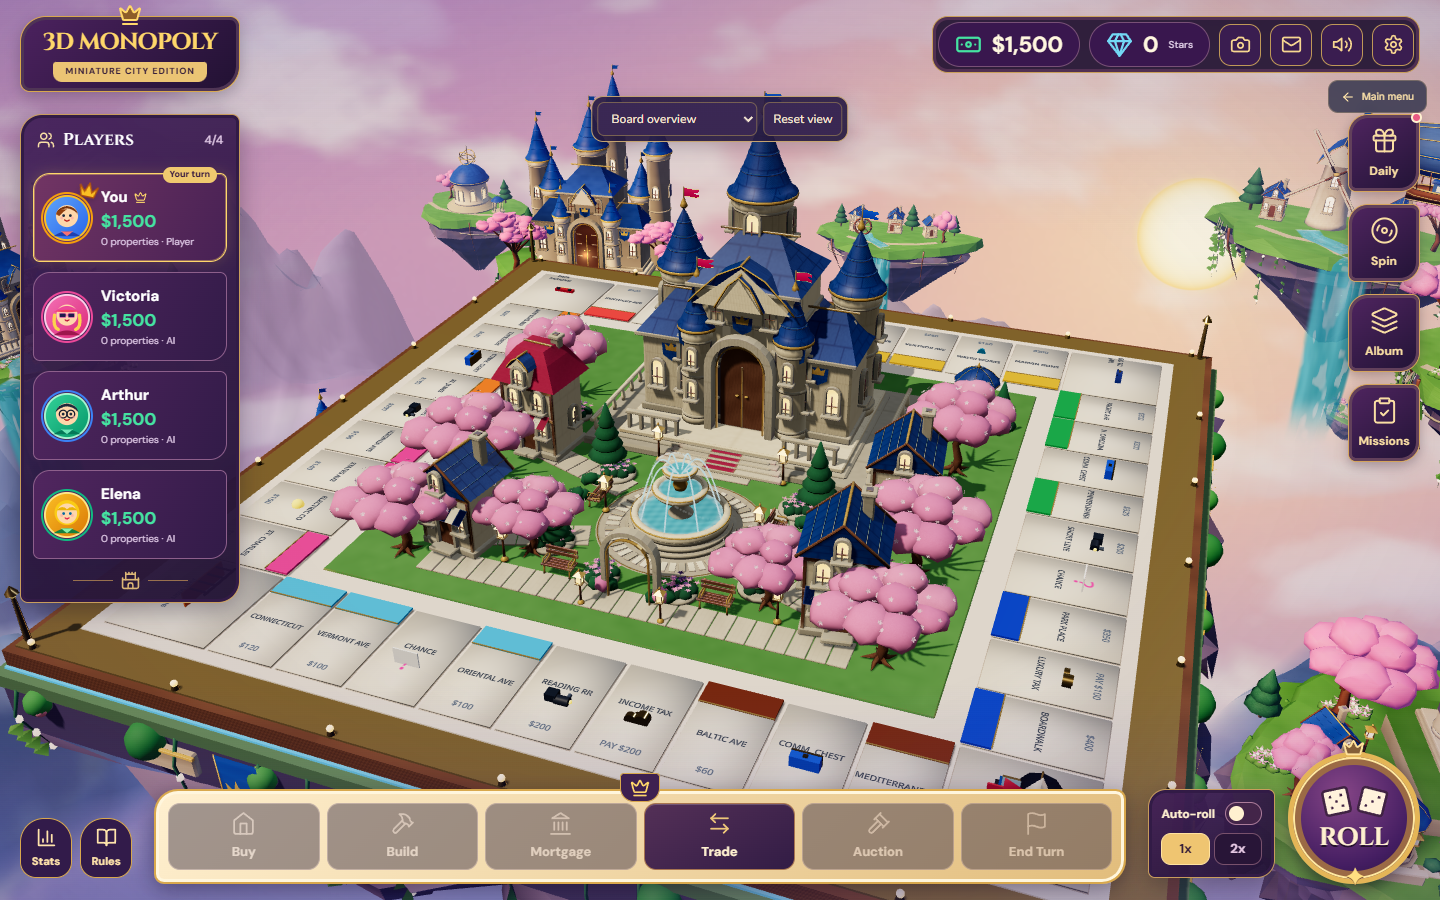 3D MONOPOLY
MINIATURE CITY EDITION
$1,500
0 Stars
Main menu
Board overview
Reset view
PLAYERS 4/4
Your turn
You
$1,500
0 properties · Player
Victoria
$1,500
0 properties · AI
Arthur
$1,500
0 properties · AI
Elena
$1,500
0 properties · AI
Daily
Spin
Album
Missions
CONNECTICUT
$120
VERMONT AVE
$100
CHANCE
ORIENTAL AVE
$100
READING RR
$200
INCOME TAX
PAY $200
BALTIC AVE
$60
COMM. CHEST
MEDITERRAN
CHANCE
PARK PLACE
$350
LUXURY TAX
PAY $100
BOARDWALK
$400
Stats
Rules
Buy
Build
Mortgage
Trade
Auction
End Turn
Auto-roll
1x
2x
ROLL